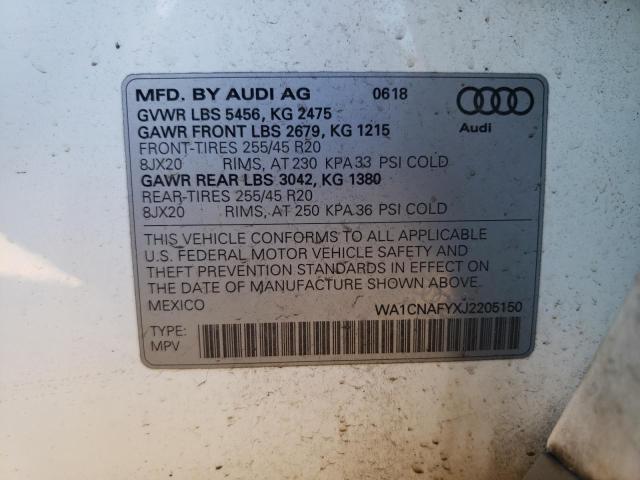 MFD. BY AUDI AG 0618
GVWR LBS 5456, KG 2475
GAWR FRONT LBS 2679, KG 1215
Audi
FRONT-TIRES 255/45 R20
8JX20 RIMS, AT 230 KPA 33 PSI COLD
GAWR REAR LBS 3042, KG 1380
REAR-TIRES 255/45 R20
8JX20 RIMS, AT 250 KPA 36 PSI COLD
THIS VEHICLE CONFORMS TO ALL APPLICABLE
U.S. FEDERAL MOTOR VEHICLE SAFETY AND
THEFT PREVENTION STANDARDS IN EFFECT ON
THE DATE OF MANUFACTURE SHOWN ABOVE.
MEXICO WA1CNAFYXJ2205150
TYPE:
MPV